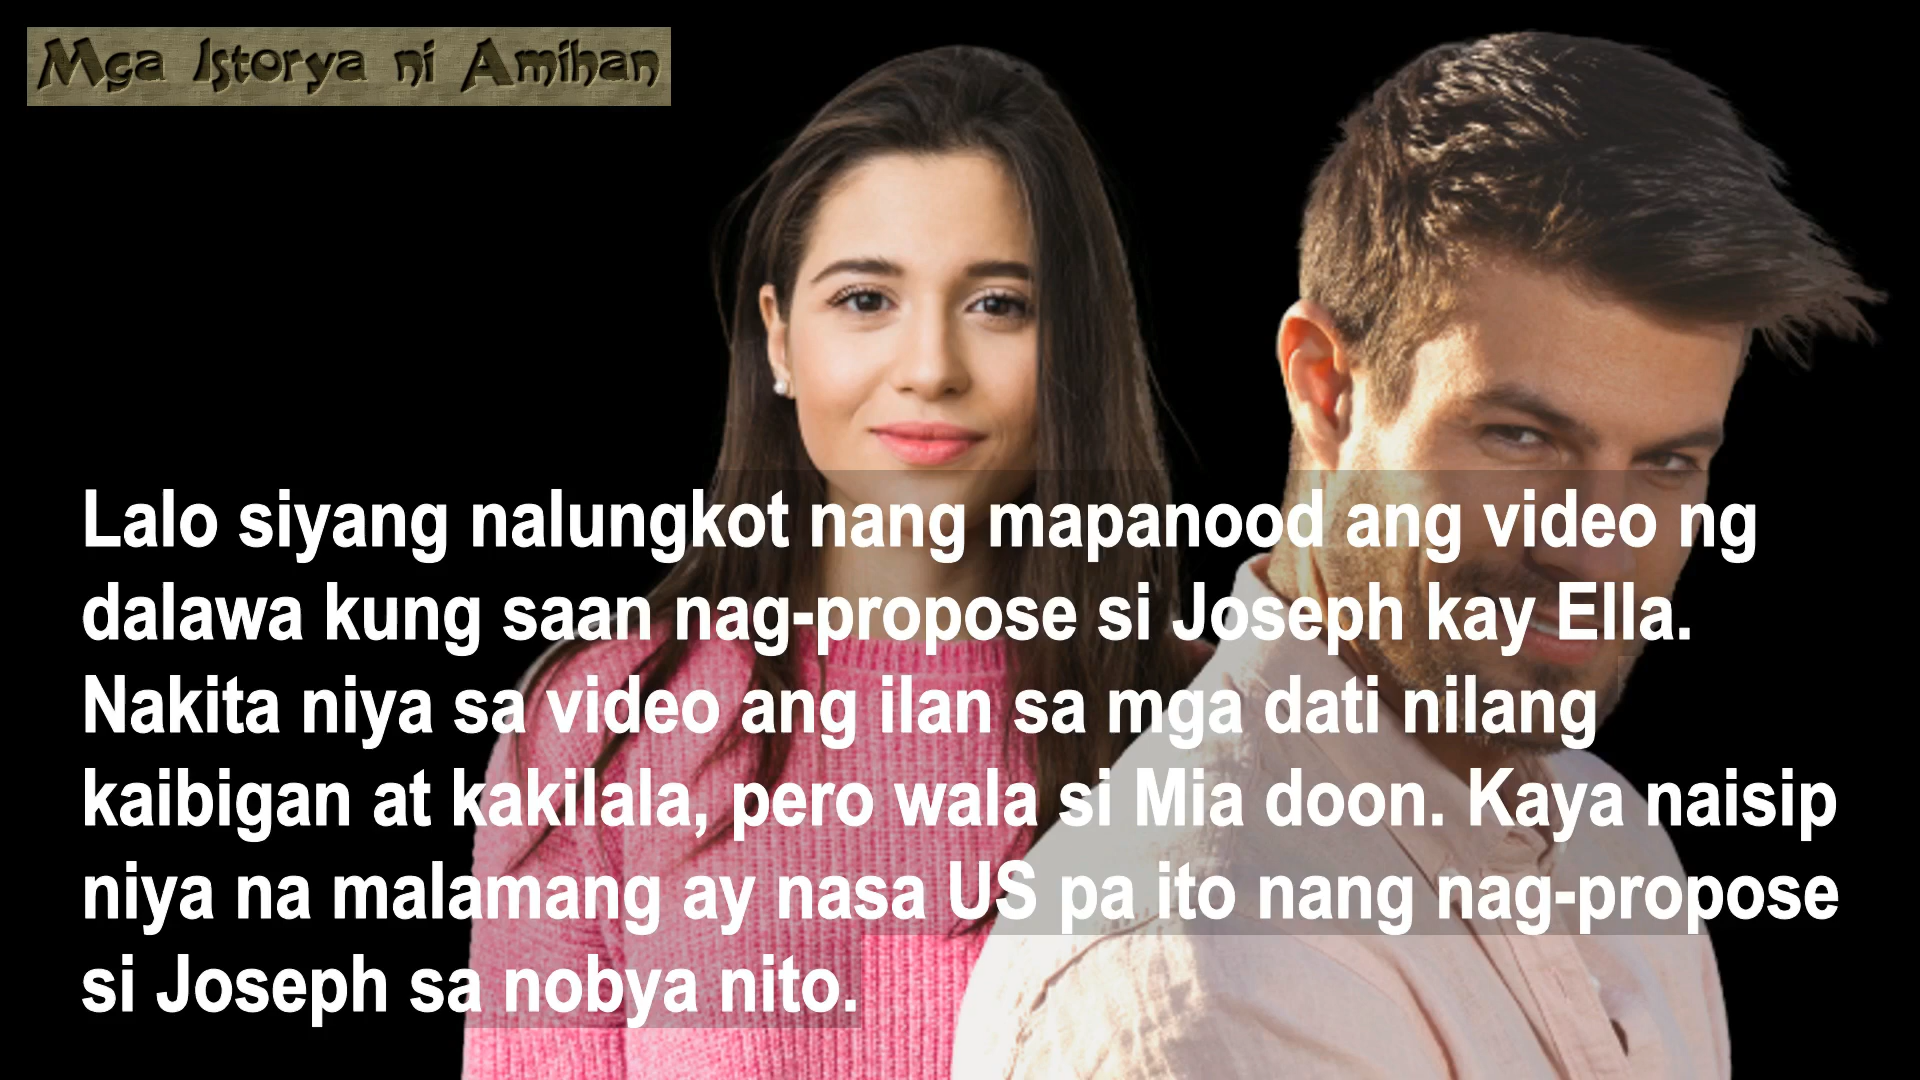 Mga Istorya ni Amihan
Lalo siyang nalungkot nang mapanood ang video ng
dalawa kung saan nag-propose si Joseph kay Ella.
Nakita niya sa video ang ilan sa mga dati nilang
kaibigan at kakilala, pero wala si Mia doon. Kaya naisip
niya na malamang ay nasa US pa ito nang nag-propose
si Joseph sa nobya nito.